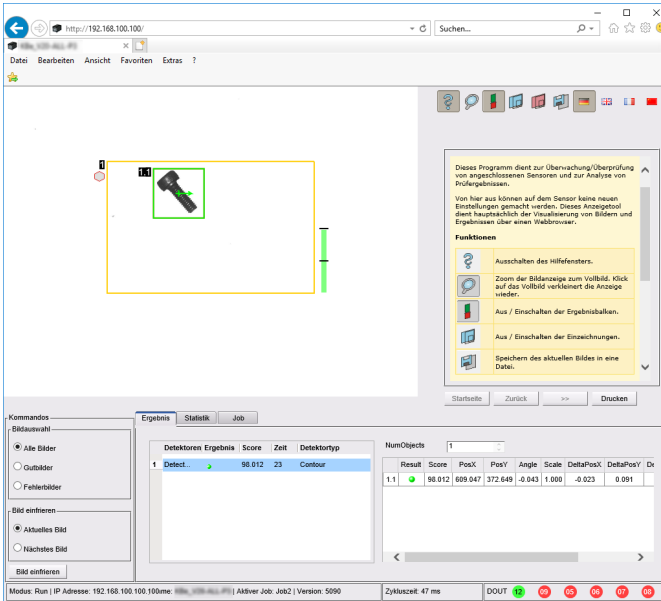 http://192.168.100.100/
Suchen...
Datei Bearbeiten Ansicht Favoriten Extras ?
1
1.1
Dieses Programm dient zur Überwachung/Überprüfung
von angeschlossenen Sensoren und zur Analyse von
Prüfergebnissen.
Von hier aus können auf dem Sensor keine neuen
Einstellungen gemacht werden. Dieses Anzeigetool
dient hauptsächlich der Visualisierung von Bildern und
Ergebnissen über einen Webbrowser.
Funktionen
Ausschalten des Hilfefensters.
Zoom der Bildanzeige zum Vollbild. Klick
auf das Vollbild verkleinert die Anzeige
wieder.
Aus / Einschalten der Ergebnisbalken.
Aus / Einschalten der Einzeichnungen.
Speichern des aktuellen Bildes in eine
Datei.
Startseite Zurück >> Drucken
Kommandos
Bildauswahl
Alle Bilder
Gutbilder
Fehlerbilder
Bild einfrieren
Aktuelles Bild
Nächstes Bild
Bild einfrieren
Ergebnis Statistik Job
Detektoren Ergebnis Score Zeit Detektortyp
1 Detect... 98.012 23 Contour
NumObjects 1
Result Score PosX PosY Angle Scale DeltaPosX DeltaPosY De
1.1 98.012 609.047 372.649 -0.043 1.000 -0.023 0.091
Modus: Run | IP Adresse: 192.168.100.100,100ıme: | Aktiver Job: Job2 | Version: 5090
Zykluszeit: 47 ms
DOUT 12 09 05 06 07 08